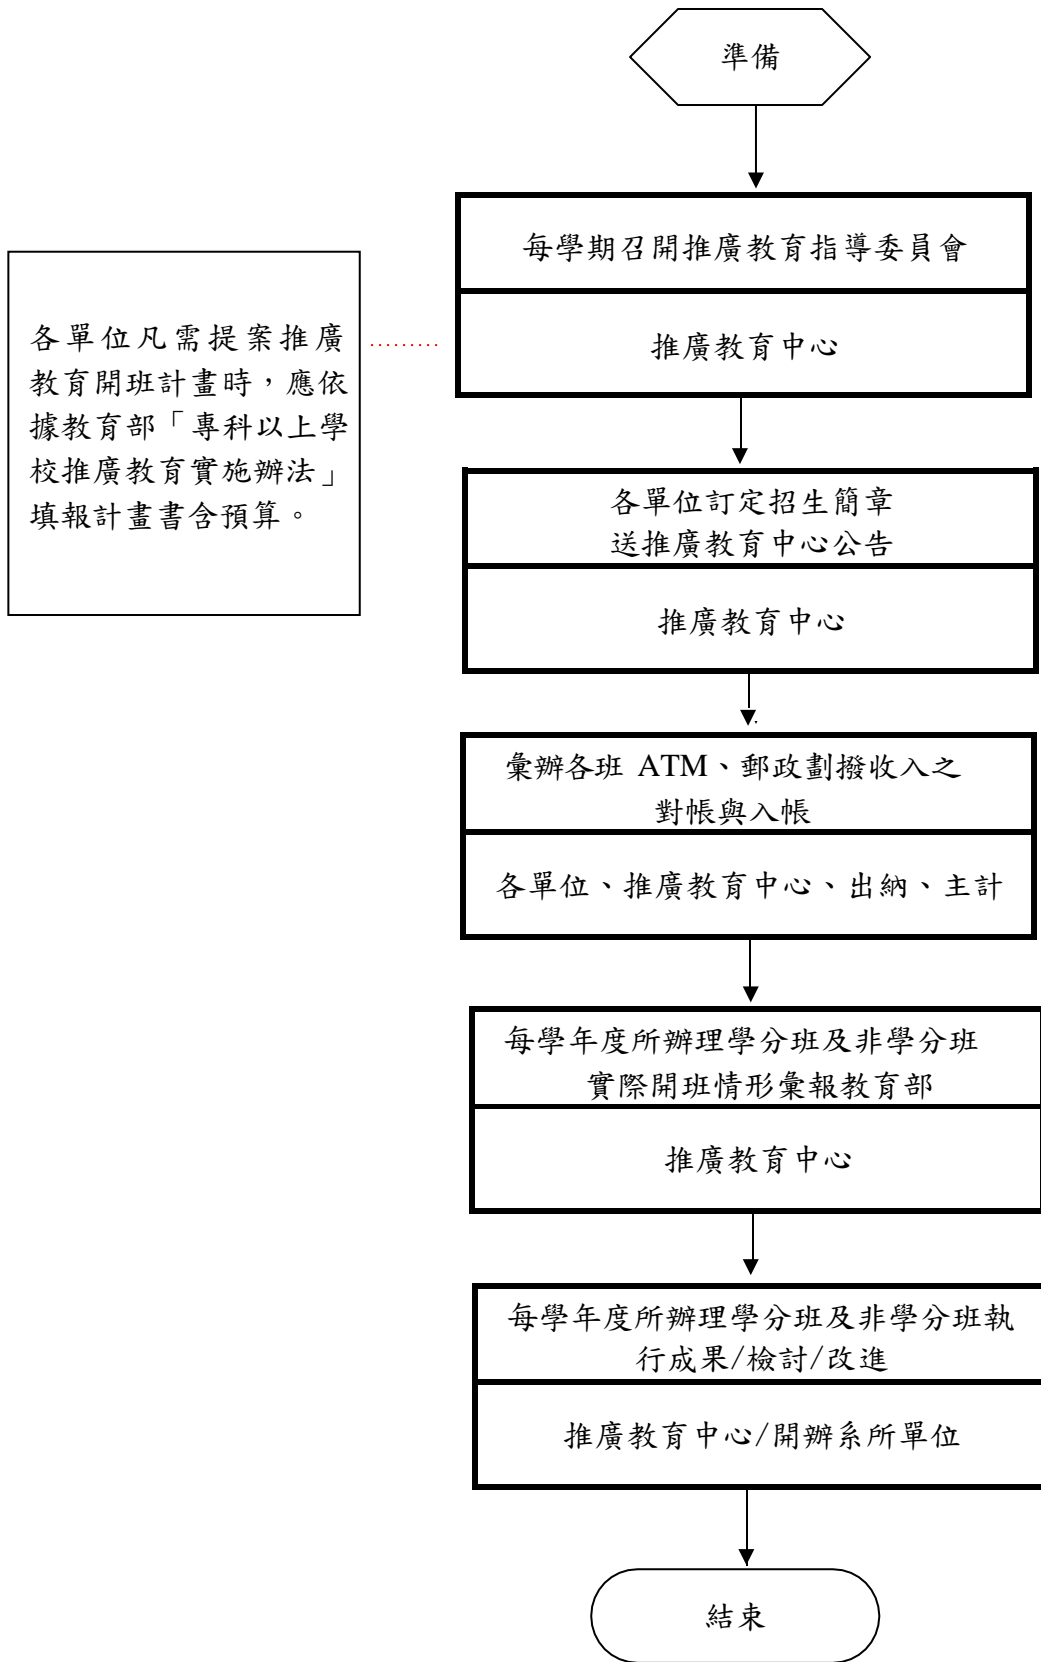 準備
每學期召開推廣教育指導委員會
推廣教育中心
各單位凡需提案推廣
教育開班計畫時，應依
據教育部「專科以上學
校推廣教育實施辦法」
填報計畫書含預算。
各單位訂定招生簡章
送推廣教育中心公告
推廣教育中心
彙辦各班 ATM、郵政劃撥收入之
對帳與入帳
各單位、推廣教育中心、出納、主計
每學年度所辦理學分班及非學分班
實際開班情形彙報教育部
推廣教育中心
每學年度所辦理學分班及非學分班執
行成果/檢討/改進
推廣教育中心/開辦系所單位
結束